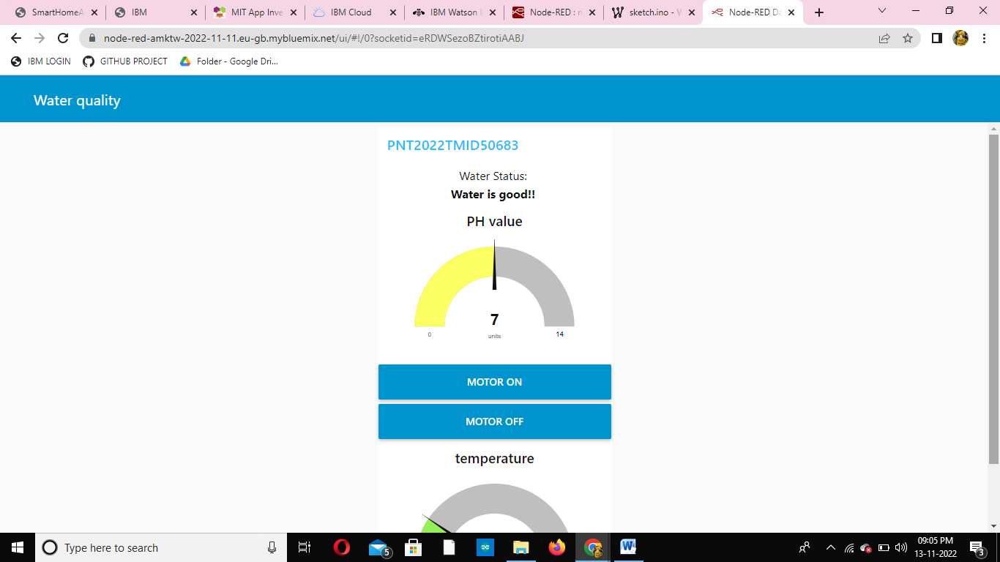 SmartHomeA
IBM
MIT App Inve
IBM Cloud
IBM Watson
Node-RED : n
sketch.ino - W
Node-RED Da
node-red-amktw-2022-11-11.eu-gb.mybluemix.net/ui/#!/0?socketid=eRDWSezoBZtirotiAABJ
IBM LOGIN
GITHUB PROJECT
Folder - Google Dri...
Water quality
PNT2022TMID50683
Water Status:
Water is good!!
PH value
7
0
units
14
MOTOR ON
MOTOR OFF
temperature
Type here to search
5
09:05 PM
13-11-2022
3